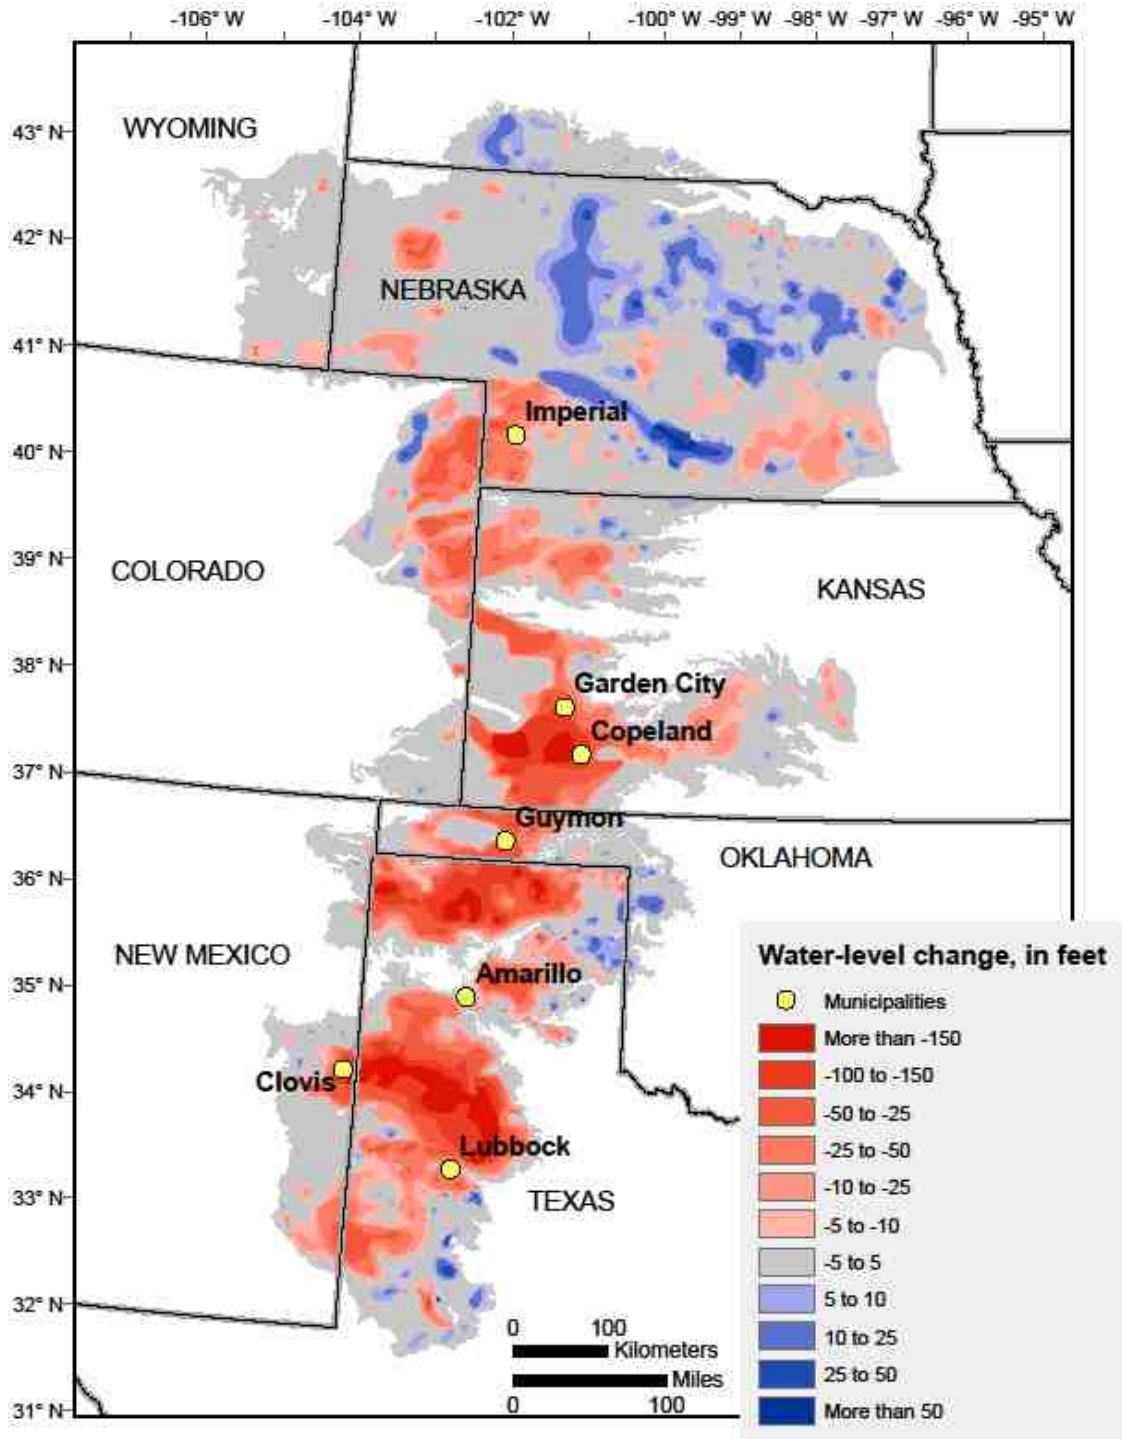 -106° W -104° W -102° W -100° W -98° W -97° W -96° W -95° W
43° N
WYOMING
42° N
NEBRASKA
41° N
Imperial
40° N
39° N
COLORADO
KANSAS
38° N
Garden City
Copeland
37° N
Guymon
OKLAHOMA
36° N
NEW MEXICO
Amarillo
35° N
Clovis
34° N
Lubbock
33° N
TEXAS
32° N
31° N
0 100
Kilometers
Miles
0 100
Water-level change, in feet
Municipalities
More than -150
-100 to -150
-50 to -25
-25 to -50
-10 to -25
-5 to -10
-5 to 5
5 to 10
10 to 25
25 to 50
More than 50